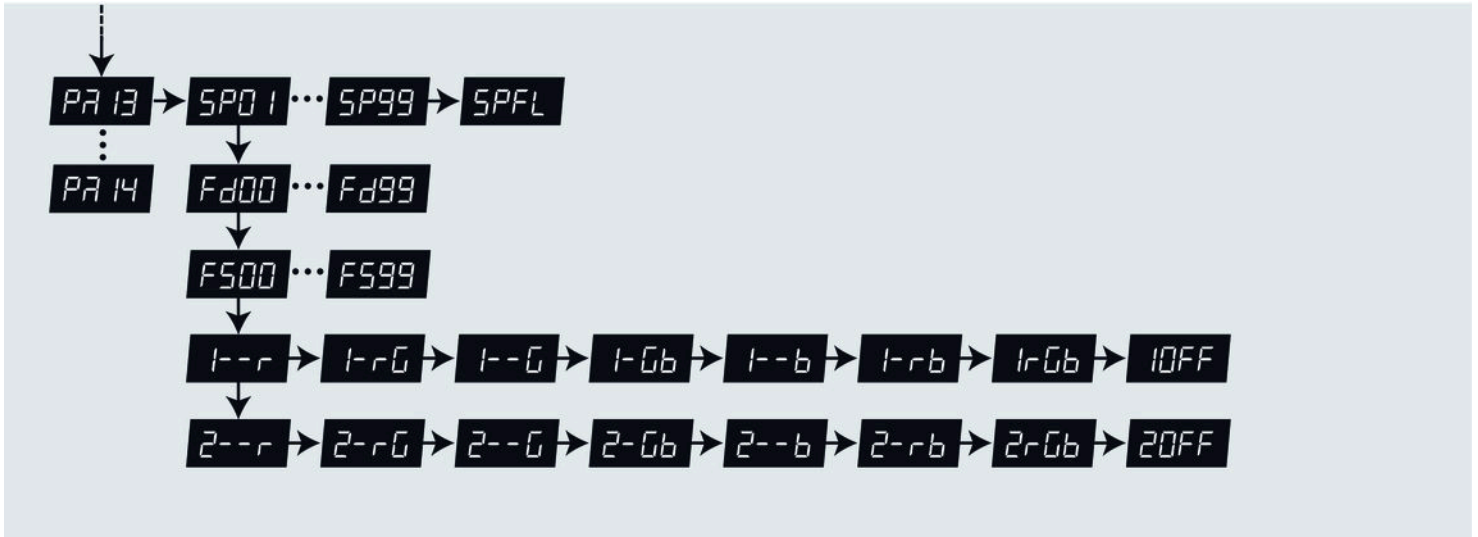 PA13 SP01 ... SP99 SPFL
PA14 Fd00 ... Fd99
FS00 ... FS99
1--r 1-rG 1--G 1-Gb 1--b 1-rb 1rGb 1OFF
2--r 2-rG 2--G 2-Gb 2--b 2-rb 2rGb 2OFF